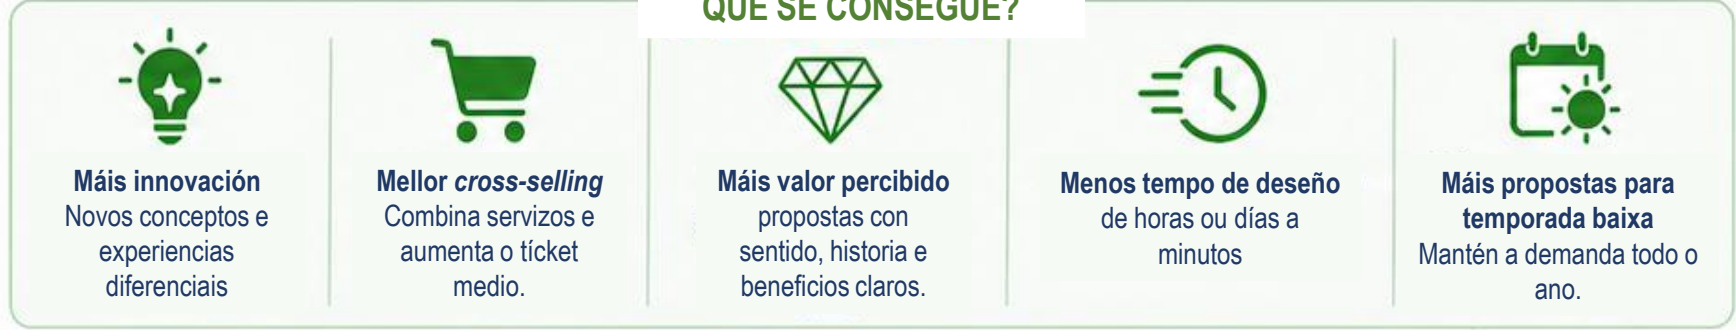 QUE SE CONSEGUE?
Máis innovación
Novos conceptos e
experiencias
diferenciais
Mellor cross-selling
Combina servizos e
aumenta o tícket
medio.
Máis valor percibido
propostas con
sentido, historia e
beneficios claros.
Menos tempo de deseño
de horas ou días a
minutos
Máis propostas para
temporada baixa
Mantén a demanda todo o
ano.